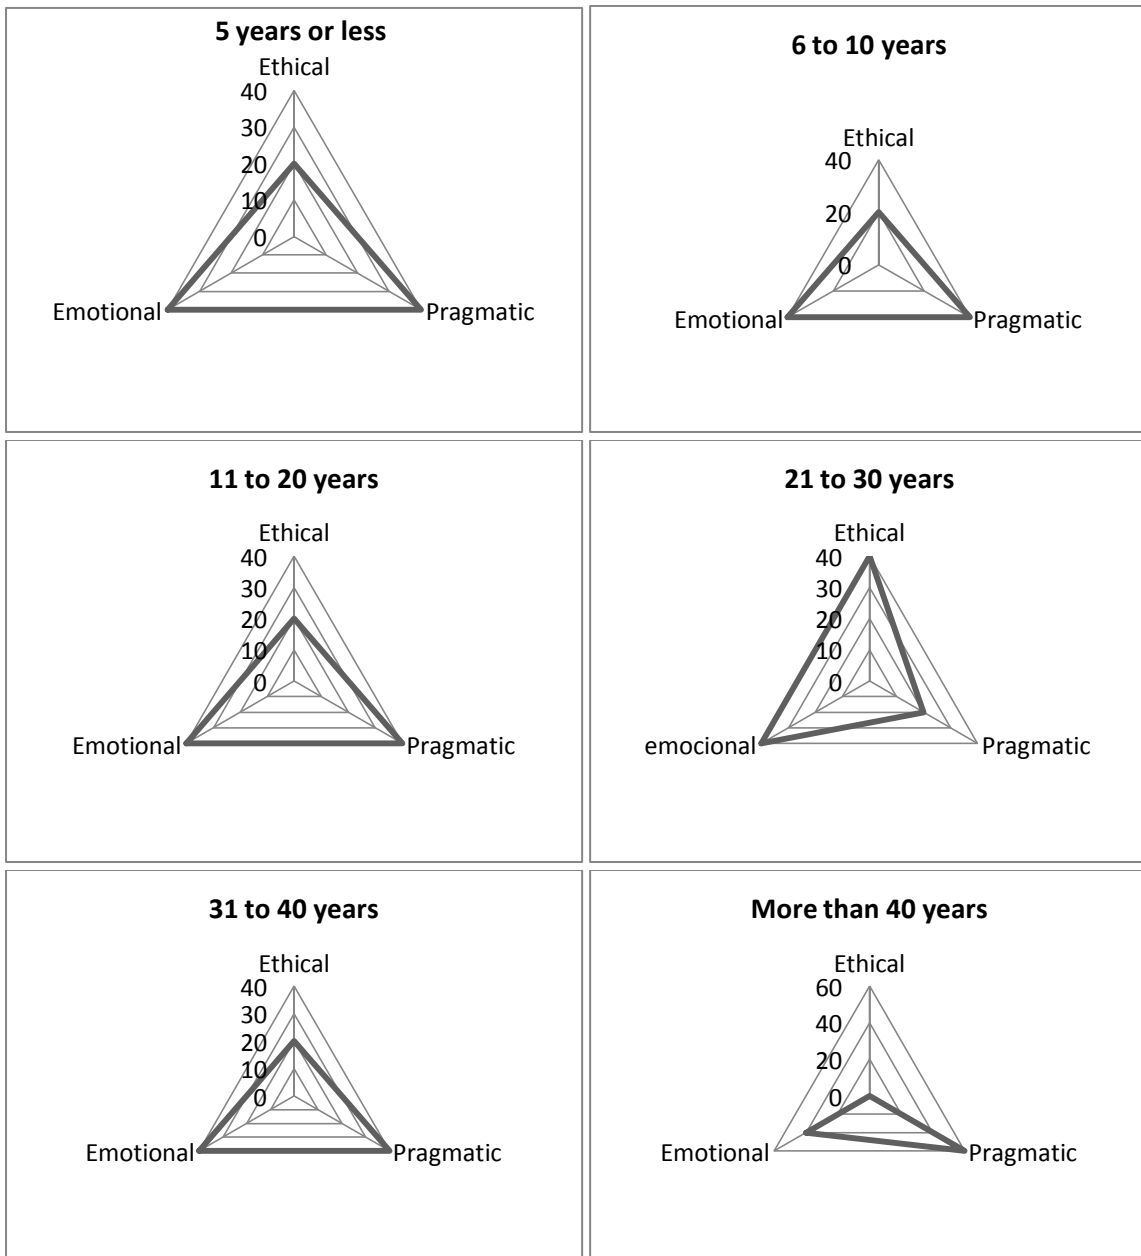 5 years or less
Ethical
40
30
20
10
0
Emotional
Pragmatic
6 to 10 years
Ethical
40
20
0
Emotional
Pragmatic
11 to 20 years
Ethical
40
30
20
10
0
Emotional
Pragmatic
21 to 30 years
Ethical
40
30
20
10
0
emocional
Pragmatic
31 to 40 years
Ethical
40
30
20
10
0
Emotional
Pragmatic
More than 40 years
Ethical
60
40
20
0
Emotional
Pragmatic